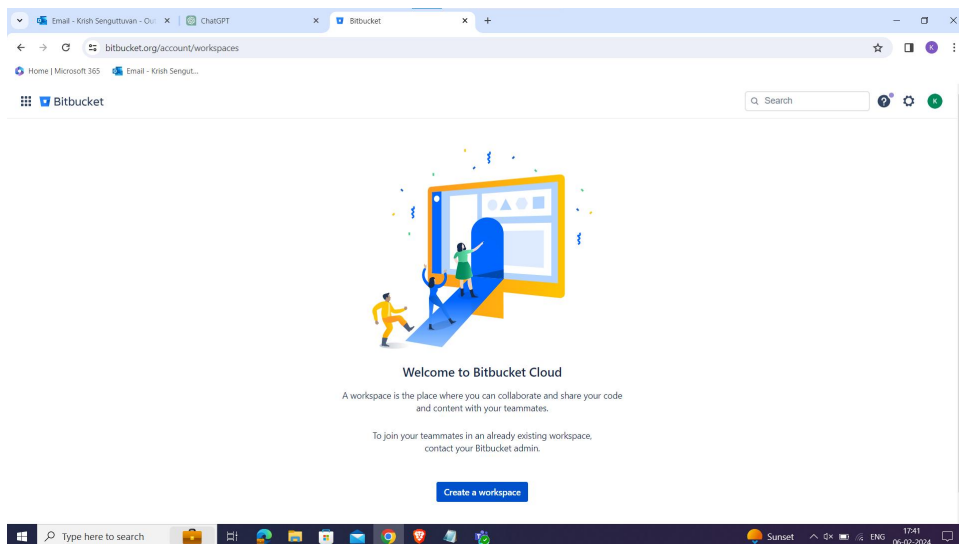 Email - Krish Senguttuvan - Out
ChatGPT
Bitbucket
bitbucket.org/account/workspaces
K
Home | Microsoft 365
Email - Krish Sengut...
Bitbucket
Search
?
K
Welcome to Bitbucket Cloud
A workspace is the place where you can collaborate and share your code
and content with your teammates.
To join your teammates in an already existing workspace,
contact your Bitbucket admin.
Create a workspace
Type here to search
Sunset
ENG
17:41
06-02-2024